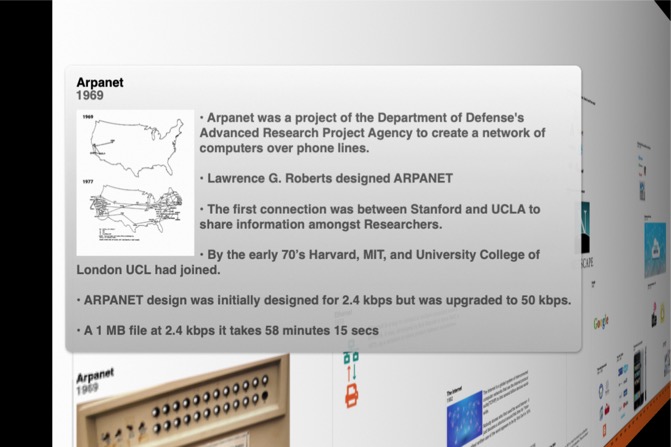 Arpanet
1969
1969
1977
• Arpanet was a project of the Department of Defense's
Advanced Research Project Agency to create a network of
computers over phone lines.
• Lawrence G. Roberts designed ARPANET
• The first connection was between Stanford and UCLA to
share information amongst Researchers.
• By the early 70's Harvard, MIT, and University College of
London UCL had joined.
• ARPANET design was initially designed for 2.4 kbps but was upgraded to 50 kbps.
• A 1 MB file at 2.4 kbps it takes 58 minutes 15 secs
Arpanet
1969
The Internet
Google